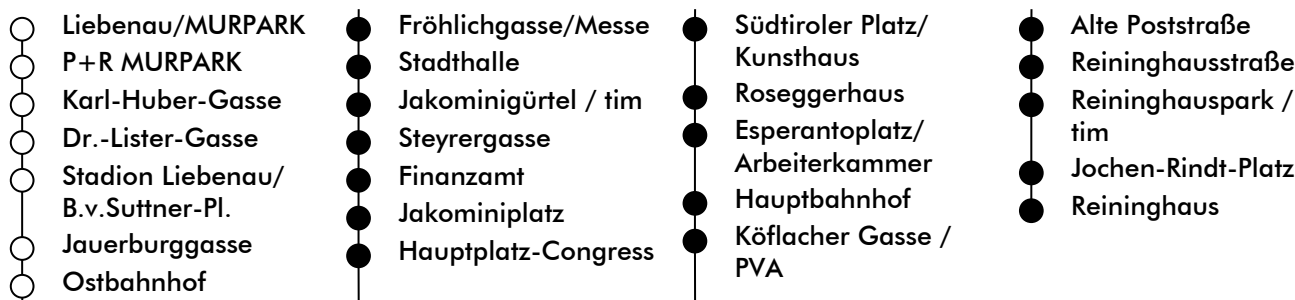 Liebenau/MURPARK
P+R MURPARK
Karl-Huber-Gasse
Dr.-Lister-Gasse
Stadion Liebenau/
B.v.Suttner-Pl.
Jauerburggasse
Ostbahnhof
Fröhlichgasse/Messe
Stadthalle
Jakominigürtel / tim
Steyrergasse
Finanzamt
Jakominiplatz
Hauptplatz-Congress
Südtiroler Platz/
Kunsthaus
Roseggerhaus
Esperantoplatz/
Arbeiterkammer
Hauptbahnhof
Köflacher Gasse /
PVA
Alte Poststraße
Reininghausstraße
Reininghauspark /
tim
Jochen-Rindt-Platz
Reininghaus